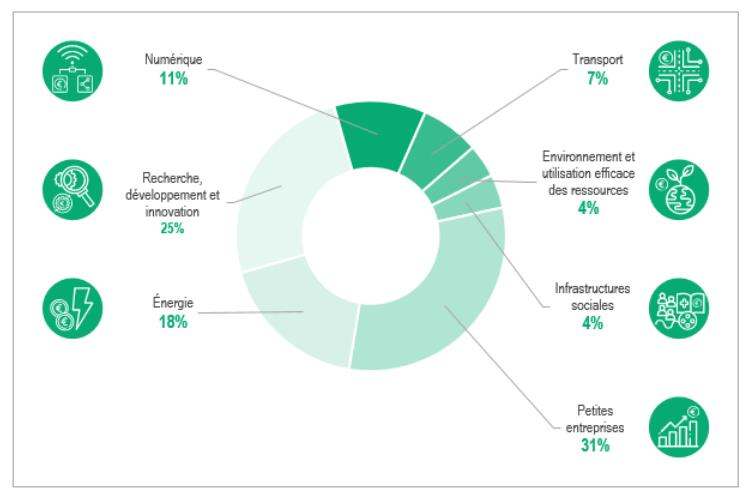 Numérique
11%
Transport
7%
Recherche,
développement et
innovation
25%
Environnement et
utilisation efficace
des ressources
4%
Énergie
18%
Infrastructures
sociales
4%
Petites
entreprises
31%